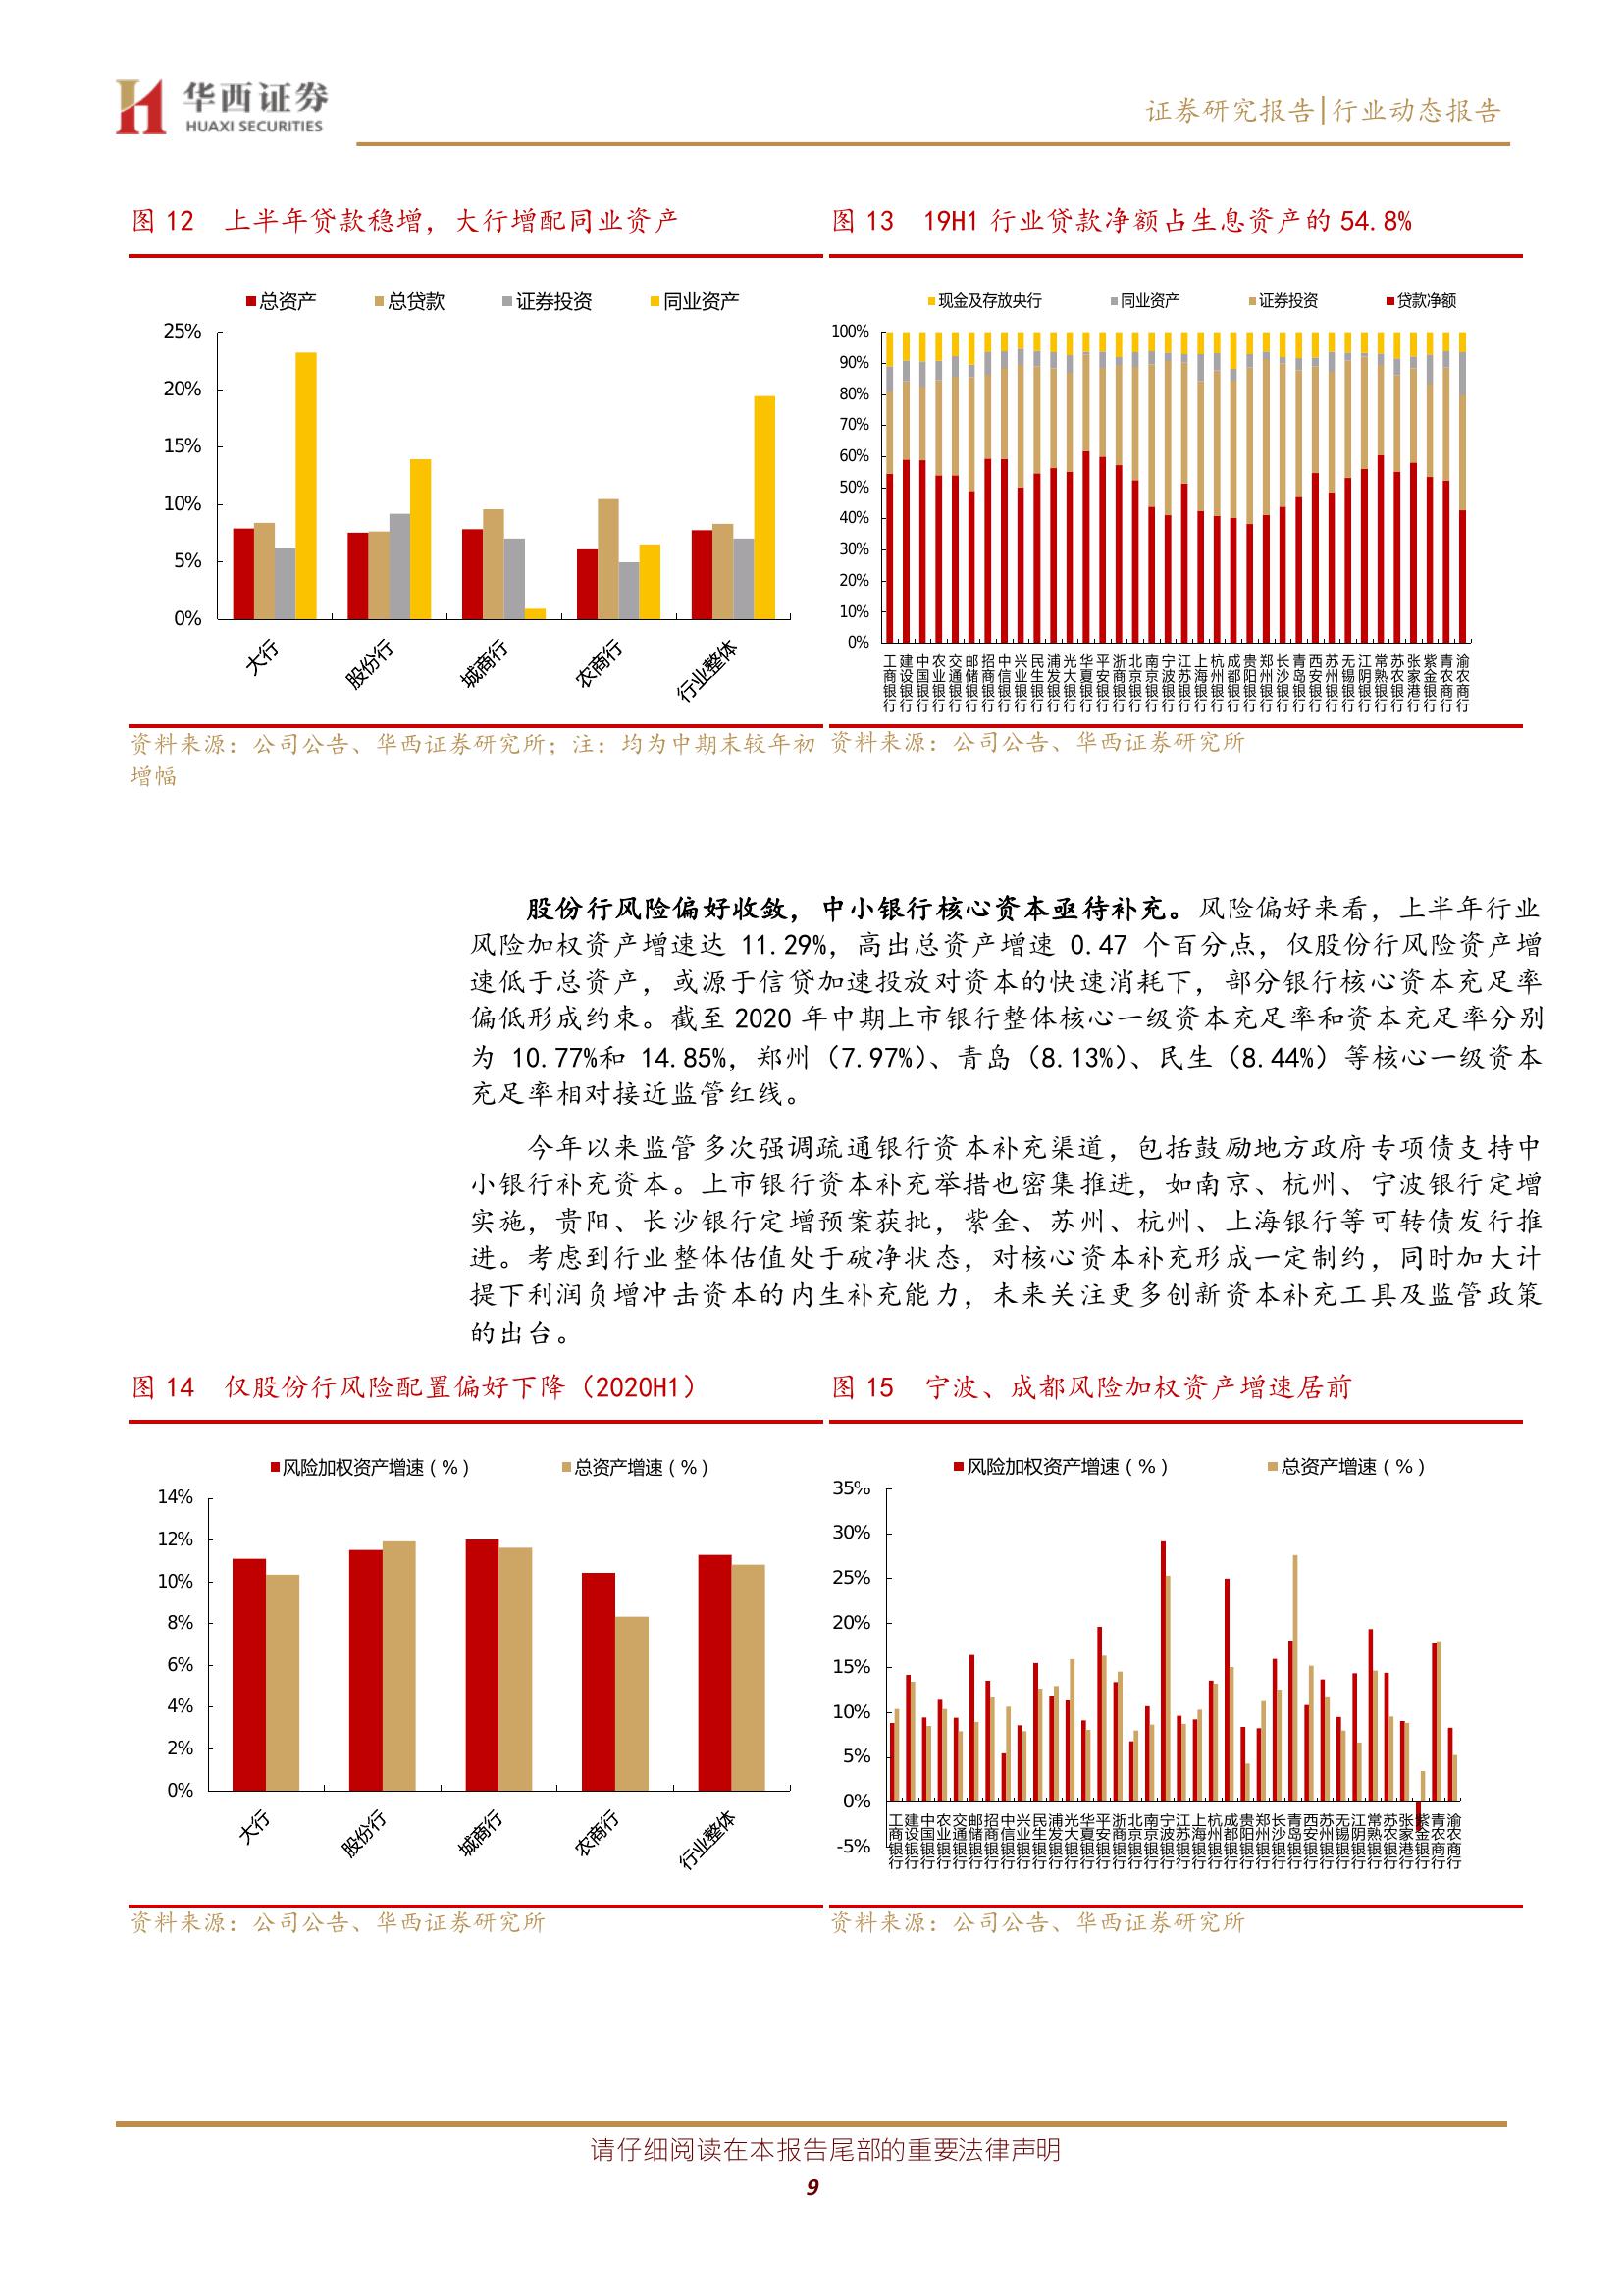 华西证券
HUAXI SECURITIES
证券研究报告|行业动态报告
图 12 上半年贷款稳增，大行增配同业资产
总资产 总贷款 证券投资 同业资产
25%
20%
15%
10%
5%
0%
大行 股份行 城商行 农商行 行业整体
资料来源：公司公告、华西证券研究所；注：均为中期末较年初
增幅
图 13 19H1 行业贷款净额占生息资产的 54.8%
现金及存放央行 同业资产 证券投资 贷款净额
100%
90%
80%
70%
60%
50%
40%
30%
20%
10%
0%
工商银行 建设银行 中国银行 农业银行 交通银行 邮储银行 招商银行 中信银行 兴业银行 民生银行 浦发银行 光大银行 华夏银行 平安银行 浙商银行 北京银行 南京银行 宁波银行 江苏银行 上海银行 杭州银行 成都银行 贵阳银行 郑州银行 长沙银行 青岛银行 西安银行 苏州银行 无锡银行 江阴银行 常熟银行 苏农银行 张家港行 紫金银行 青农商行 渝农商行
资料来源：公司公告、华西证券研究所
股份行风险偏好收敛，中小银行核心资本亟待补充。风险偏好来看，上半年行业
风险加权资产增速达 11.29%，高出总资产增速 0.47 个百分点，仅股份行风险资产增
速低于总资产，或源于信贷加速投放对资本的快速消耗下，部分银行核心资本充足率
偏低形成约束。截至 2020 年中期上市银行整体核心一级资本充足率和资本充足率分别
为 10.77%和 14.85%，郑州（7.97%）、青岛（8.13%）、民生（8.44%）等核心一级资本
充足率相对接近监管红线。
今年以来监管多次强调疏通银行资本补充渠道，包括鼓励地方政府专项债支持中
小银行补充资本。上市银行资本补充举措也密集推进，如南京、杭州、宁波银行定增
实施，贵阳、长沙银行定增预案获批，紫金、苏州、杭州、上海银行等可转债发行推
进。考虑到行业整体估值处于破净状态，对核心资本补充形成一定制约，同时加大计
提下利润负增冲击资本的内生补充能力，未来关注更多创新资本补充工具及监管政策
的出台。
图 14 仅股份行风险配置偏好下降（2020H1）
风险加权资产增速（%） 总资产增速（%）
14%
12%
10%
8%
6%
4%
2%
0%
大行 股份行 城商行 农商行 行业整体
资料来源：公司公告、华西证券研究所
图 15 宁波、成都风险加权资产增速居前
风险加权资产增速（%） 总资产增速（%）
35%
30%
25%
20%
15%
10%
5%
0%
-5%
工商银行 建设银行 中国银行 农业银行 交通银行 邮储银行 招商银行 中信银行 兴业银行 民生银行 浦发银行 光大银行 华夏银行 平安银行 浙商银行 北京银行 南京银行 宁波银行 江苏银行 上海银行 杭州银行 成都银行 贵阳银行 郑州银行 长沙银行 青岛银行 西安银行 苏州银行 无锡银行 江阴银行 常熟银行 苏农银行 张家港行 紫金银行 青农商行 渝农商行
资料来源：公司公告、华西证券研究所
请仔细阅读在本报告尾部的重要法律声明
9